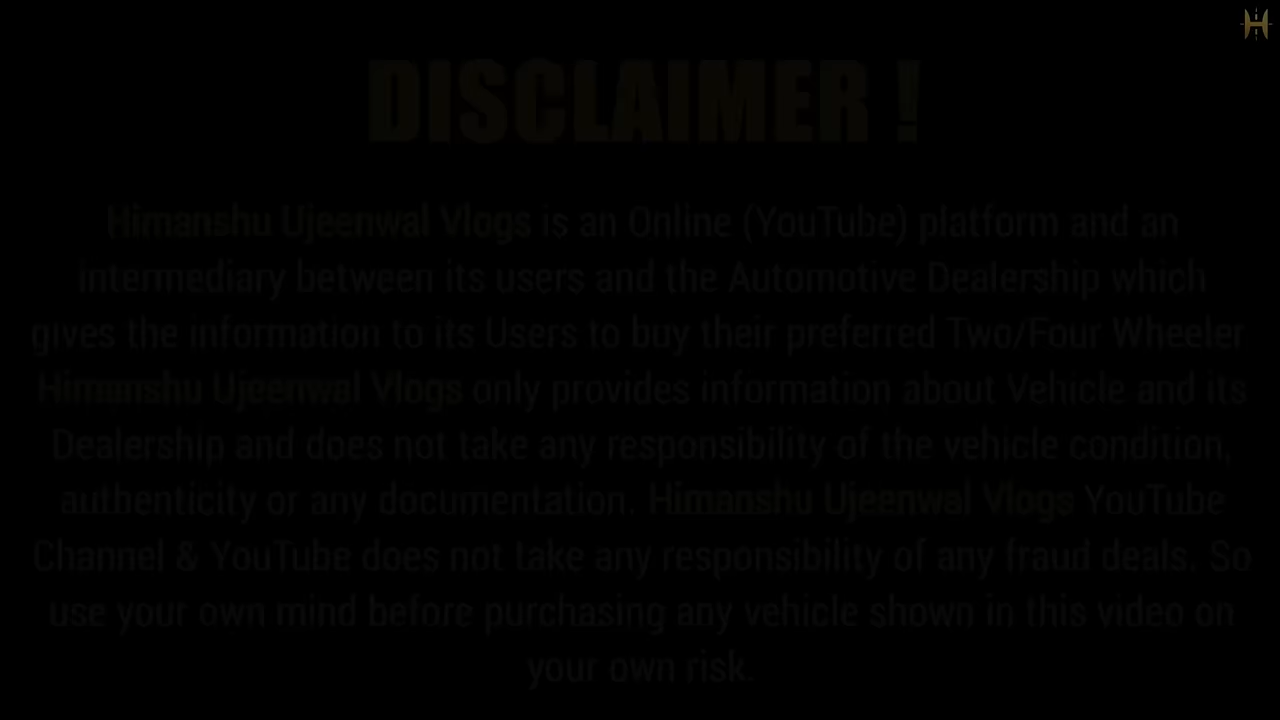 DISCLAIMER !
Himanshu Ujeenwal Vlogs is an Online (YouTube) platform and an
intermediary between its users and the Automotive Dealership which
gives the information to its Users to buy their preferred Two/Four Wheeler
Himanshu Ujeenwal Vlogs only provides information about Vehicle and its
Dealership and does not take any responsibility of the vehicle condition,
authenticity or any documentation. Himanshu Ujeenwal Vlogs YouTube
Channel & YouTube does not take any responsibility of any fraud deals. So
use your own mind before purchasing any vehicle shown in this video on
your own risk.